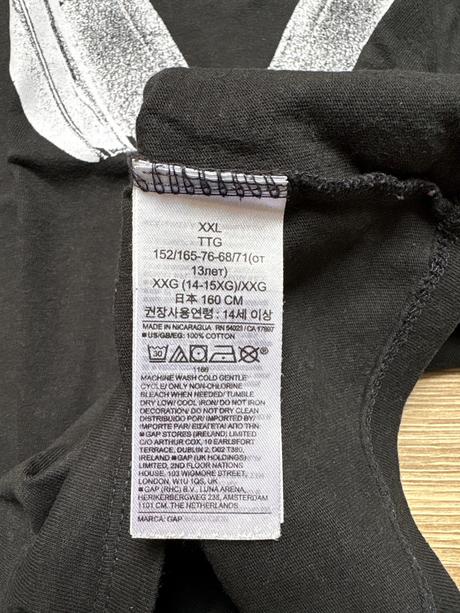 XXL
TTG
152/165-76-68/71(от
13лет)
XXG (14-15XG)/XXG
日本 160 CM
권장사용연령 : 14세 이상
MADE IN NICARAGUA RN 54023 / CA 17897
■ US/GB/EG: 100% COTTON
30
1166
MACHINE WASH COLD GENTLE
CYCLE/ ONLY NON-CHLORINE
BLEACH WHEN NEEDED/ TUMBLE
DRY LOW/ COOL IRON/ DO NOT IRON
DECORATION/ DO NOT DRY CLEAN
DISTRIBUIDO POR/IMPORTED BY/
IMPORTE PAR/ ΕΙΣΑΓΕΤΑΙ ΑΠΟ ΤΗΝ
■ GAP STORES (IRELAND) LIMITED
C/O ARTHUR COX, 10 EARLSFORT
TERRACE, DUBLIN 2, D02 T380,
IRELAND ■ GAP (UK HOLDINGS)
LIMITED, 2ND FLOOR NATIONS
HOUSE, 103 WIGMORE STREET,
LONDON, W1U 1QS, UK
■ GAP (RHC) B.V., LUNA ARENA,
HERIKERBERGWEG 238, AMSTERDAM
1101 CM, THE NETHERLANDS.
MARCA: GAP